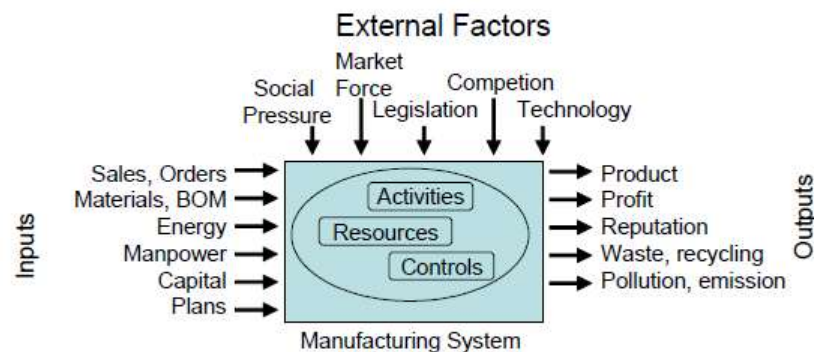 External Factors
Market
Force
Social
Pressure
Legislation
Competion
Technology
Inputs
Sales, Orders
Materials, BOM
Energy
Manpower
Capital
Plans
Activities
Resources
Controls
Manufacturing System
Product
Profit
Reputation
Waste, recycling
Pollution, emission
Outputs